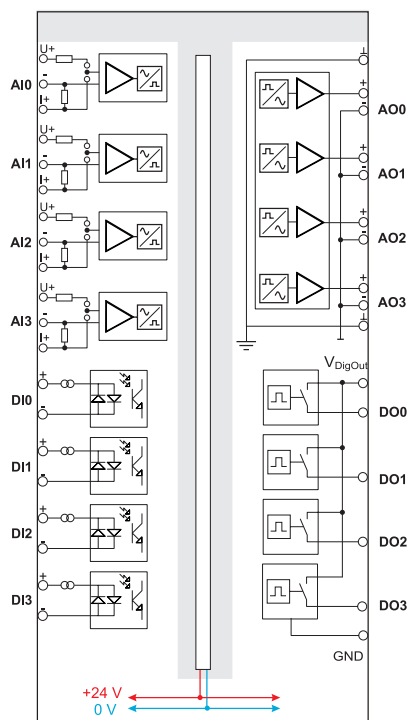 U+
AI0
-
I+
U+
AI1
-
I+
U+
AI2
-
I+
U+
AI3
-
I+
+
DI0
-
+
DI1
-
+
DI2
-
+
DI3
-
⊥
+
AO0
-
+
AO1
-
+
AO2
-
+
AO3
-
⊥
VDigOut
DO0
DO1
DO2
DO3
GND
+24 V
0 V